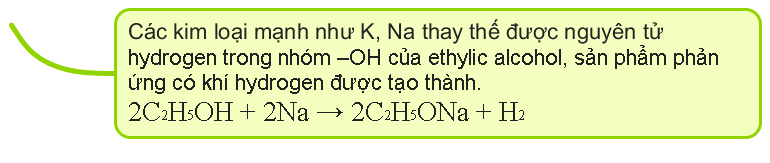 Các kim loại mạnh như K, Na thay thế được nguyên tử
hydrogen trong nhóm –OH của ethylic alcohol, sản phẩm phản
ứng có khí hydrogen được tạo thành.
2C₂H₅OH + 2Na → 2C₂H₅ONa + H₂